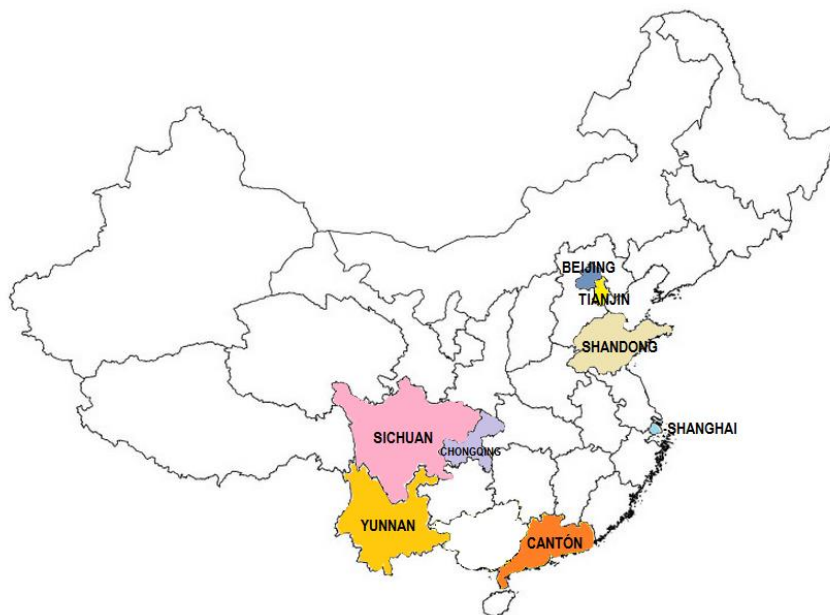 BEIJING
TIANJIN
SHANDONG
SHANGHAI
SICHUAN
CHONGQING
YUNNAN
CANTÓN